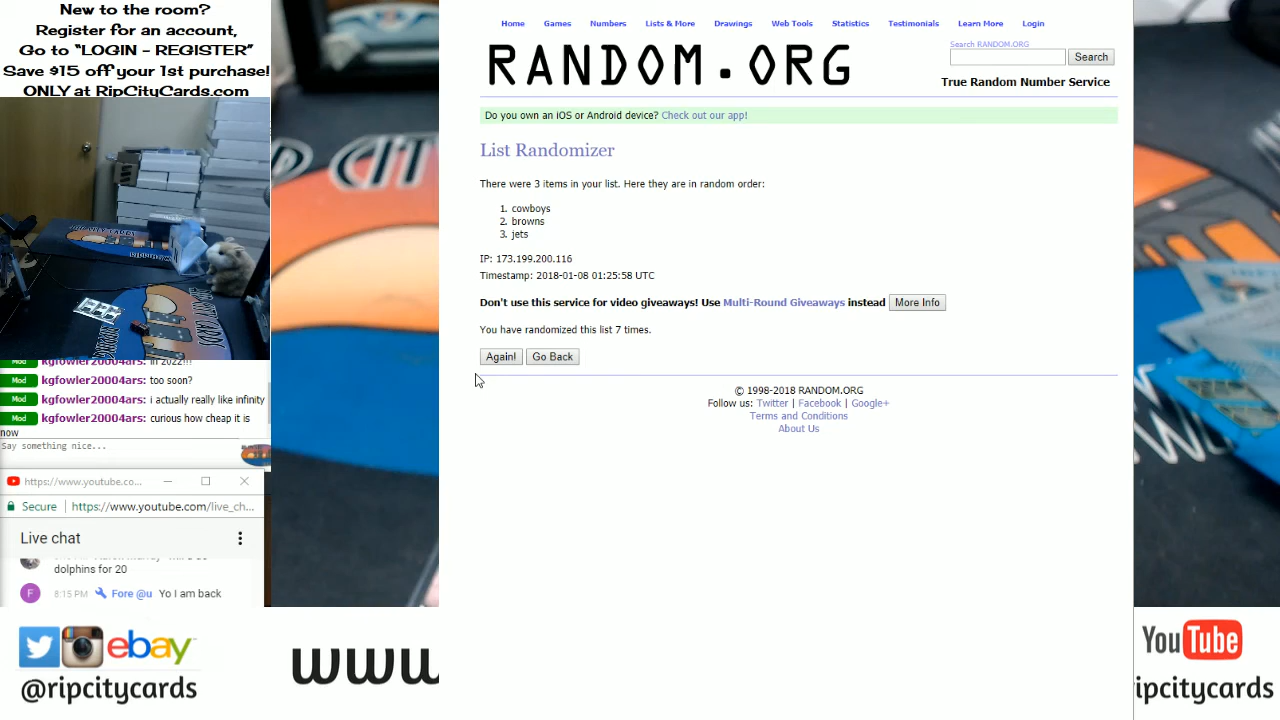 New to the room?
Register for an account,
Go to "LOGIN - REGISTER"
Save $15 off your 1st purchase!
ONLY at RipCityCards.com
Home Games Numbers Lists & More Drawings Web Tools Statistics Testimonials Learn More Login
RANDOM.ORG
Search RANDOM.ORG
Search
True Random Number Service
Do you own an iOS or Android device? Check out our app!
List Randomizer
There were 3 items in your list. Here they are in random order:
1. cowboys
2. browns
3. jets
IP: 173.199.200.116
Timestamp: 2018-01-08 01:25:58 UTC
Don't use this service for video giveaways! Use Multi-Round Giveaways instead More Info
You have randomized this list 7 times.
Again! Go Back
© 1998-2018 RANDOM.ORG
Follow us: Twitter | Facebook | Google+
Terms and Conditions
About Us
Mod kgfowler20004ars: in 2022!!!
Mod kgfowler20004ars: too soon?
Mod kgfowler20004ars: i actually really like infinity
Mod kgfowler20004ars: curious how cheap it is
now
Say something nice...
https://www.youtube.co...
Secure https://www.youtube.com/live_ch...
Live chat
dolphins for 20
F 8:15 PM Fore @u Yo I am back
ebay
@ripcitycards
www
YouTube
ipcitycards